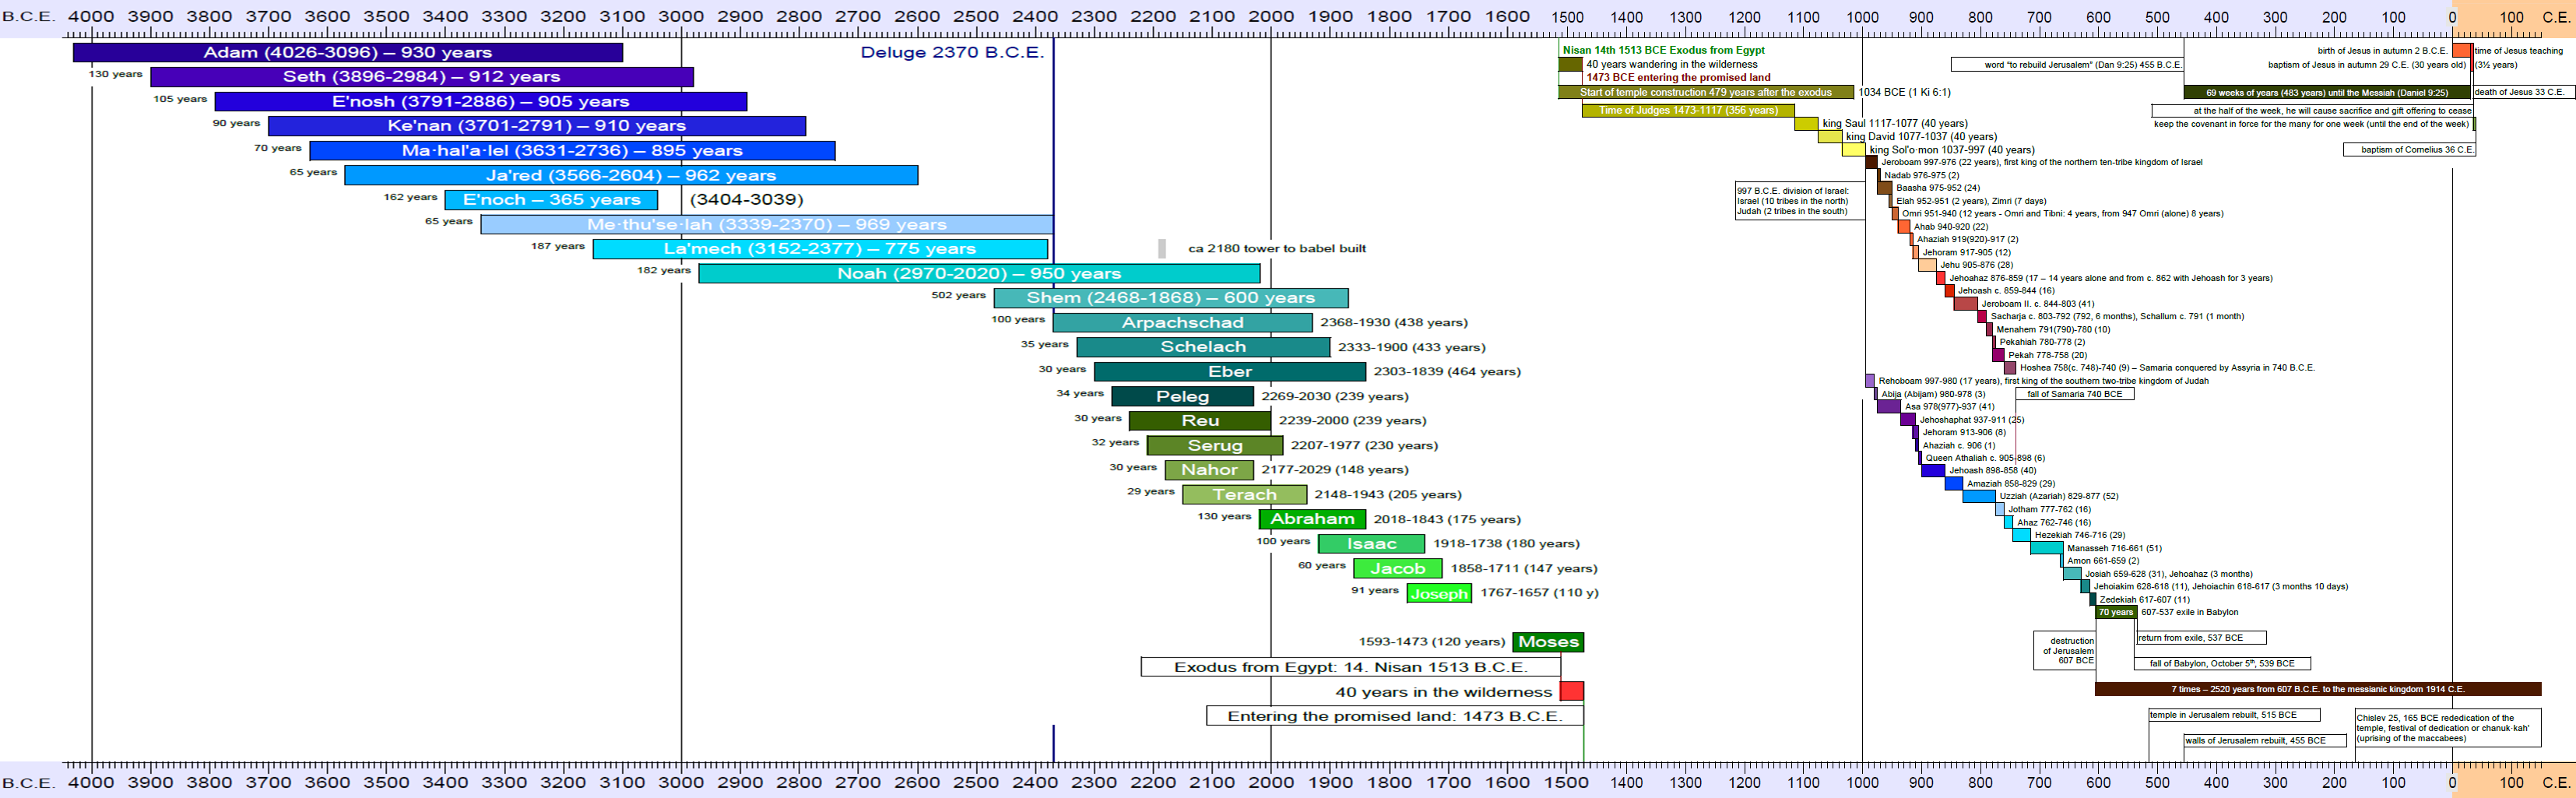 B.C.E. 4000 3900 3800 3700 3600 3500 3400 3300 3200 3100 3000 2900 2800 2700 2600 2500 2400 2300 2200 2100 2000 1900 1800 1700 1600 1500 1400 1300 1200 1100 1000 900 800 700 600 500 400 300 200 100 0 100 C.E.
Adam (4026-3096) – 930 years
130 years Seth (3896-2984) – 912 years
105 years E'nosh (3791-2886) – 905 years
90 years Ke'nan (3701-2791) – 910 years
70 years Ma·hal'a·lel (3631-2736) – 895 years
65 years Ja'red (3566-2604) – 962 years
162 years E'noch – 365 years (3404-3039)
65 years Me·thu'se·lah (3339-2370) – 969 years
187 years La'mech (3152-2377) – 775 years
182 years Noah (2970-2020) – 950 years
Deluge 2370 B.C.E.
ca 2180 tower to babel built
502 years Shem (2468-1868) – 600 years
100 years Arpachschad 2368-1930 (438 years)
35 years Schelach 2333-1900 (433 years)
30 years Eber 2303-1839 (464 years)
34 years Peleg 2269-2030 (239 years)
30 years Reu 2239-2000 (239 years)
32 years Serug 2207-1977 (230 years)
30 years Nahor 2177-2029 (148 years)
29 years Terach 2148-1943 (205 years)
130 years Abraham 2018-1843 (175 years)
100 years Isaac 1918-1738 (180 years)
60 years Jacob 1858-1711 (147 years)
91 years Joseph 1767-1657 (110 y)
1593-1473 (120 years) Moses
Exodus from Egypt: 14. Nisan 1513 B.C.E.
40 years in the wilderness
Entering the promised land: 1473 B.C.E.
Nisan 14th 1513 BCE Exodus from Egypt
40 years wandering in the wilderness
1473 BCE entering the promised land
Start of temple construction 479 years after the exodus 1034 BCE (1 Ki 6:1)
Time of Judges 1473-1117 (356 years)
king Saul 1117-1077 (40 years)
king David 1077-1037 (40 years)
king Sol'o·mon 1037-997 (40 years)
997 B.C.E. division of Israel:
Israel (10 tribes in the north)
Judah (2 tribes in the south)
Jeroboam 997-976 (22 years), first king of the northern ten-tribe kingdom of Israel
Nadab 976-975 (2)
Baasha 975-952 (24)
Elah 952-951 (2 years), Zimri (7 days)
Omri 951-940 (12 years - Omri and Tibni: 4 years, from 947 Omri (alone) 8 years)
Ahab 940-920 (22)
Ahaziah 919(920)-917 (2)
Jehoram 917-905 (12)
Jehu 905-876 (28)
Jehoahaz 876-859 (17 – 14 years alone and from c. 862 with Jehoash for 3 years)
Jehoash c. 859-844 (16)
Jeroboam II. c. 844-803 (41)
Sacharja c. 803-792 (792, 6 months), Schallum c. 791 (1 month)
Menahem 791(790)-780 (10)
Pekahiah 780-778 (2)
Pekah 778-758 (20)
Hoshea 758(c. 748)-740 (9) – Samaria conquered by Assyria in 740 B.C.E.
Rehoboam 997-980 (17 years), first king of the southern two-tribe kingdom of Judah
Abija (Abijam) 980-978 (3)
fall of Samaria 740 BCE
Asa 978(977)-937 (41)
Jehoshaphat 937-911 (25)
Jehoram 913-906 (8)
Ahaziah c. 906 (1)
Queen Athaliah c. 905-898 (6)
Jehoash 898-858 (40)
Amaziah 858-829 (29)
Uzziah (Azariah) 829-877 (52)
Jotham 777-762 (16)
Ahaz 762-746 (16)
Hezekiah 746-716 (29)
Manasseh 716-661 (51)
Amon 661-659 (2)
Josiah 659-628 (31), Jehoahaz (3 months)
Jehoiakim 628-618 (11), Jehoiachin 618-617 (3 months 10 days)
Zedekiah 617-607 (11)
70 years 607-537 exile in Babylon
destruction
of Jerusalem
607 BCE
return from exile, 537 BCE
fall of Babylon, October 5th, 539 BCE
7 times – 2520 years from 607 B.C.E. to the messianic kingdom 1914 C.E.
temple in Jerusalem rebuilt, 515 BCE
walls of Jerusalem rebuilt, 455 BCE
Chislev 25, 165 BCE rededication of the
temple, festival of dedication or chanuk·kah'
(uprising of the maccabees)
birth of Jesus in autumn 2 B.C.E.
time of Jesus teaching
(3½ years)
word "to rebuild Jerusalem" (Dan 9:25) 455 B.C.E.
baptism of Jesus in autumn 29 C.E. (30 years old)
69 weeks of years (483 years) until the Messiah (Daniel 9:25)
death of Jesus 33 C.E.
at the half of the week, he will cause sacrifice and gift offering to cease
keep the covenant in force for the many for one week (until the end of the week)
baptism of Cornelius 36 C.E.
B.C.E. 4000 3900 3800 3700 3600 3500 3400 3300 3200 3100 3000 2900 2800 2700 2600 2500 2400 2300 2200 2100 2000 1900 1800 1700 1600 1500 1400 1300 1200 1100 1000 900 800 700 600 500 400 300 200 100 0 100 C.E.